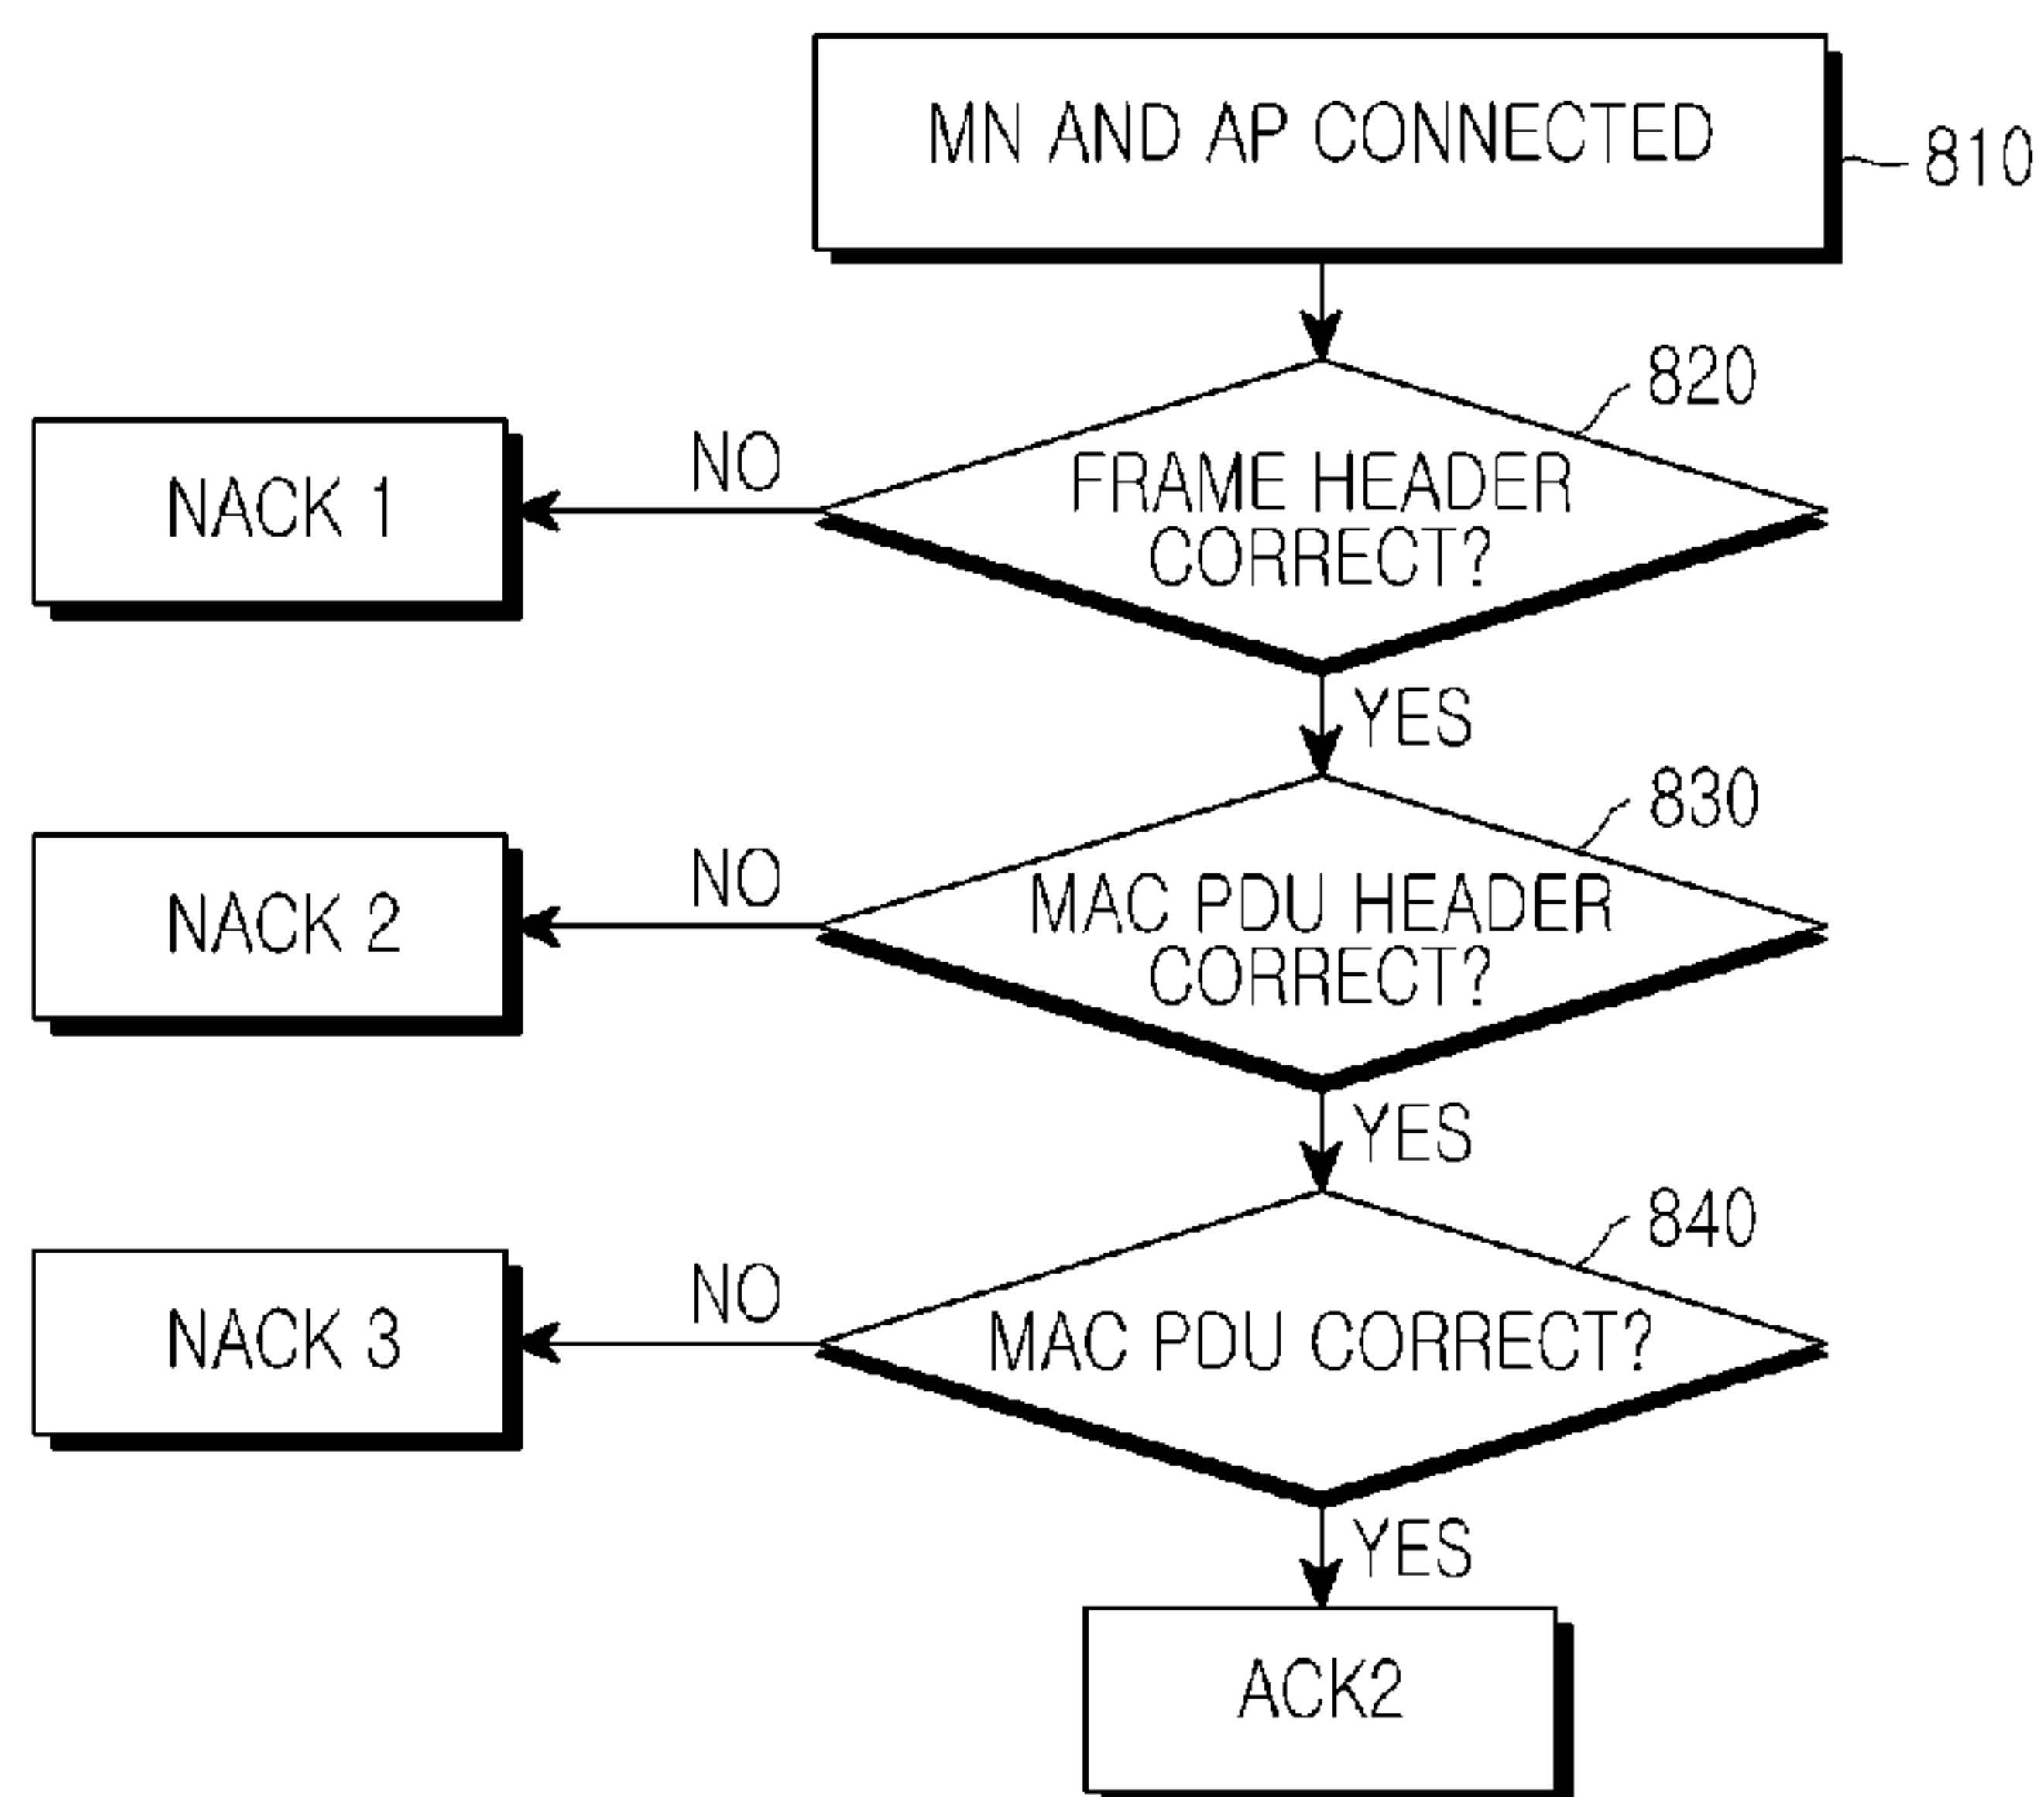 MN AND AP CONNECTED
810
820
FRAME HEADER
CORRECT?
NO
NACK 1
YES
830
MAC PDU HEADER
CORRECT?
NO
NACK 2
YES
840
MAC PDU CORRECT?
NO
NACK 3
YES
ACK2